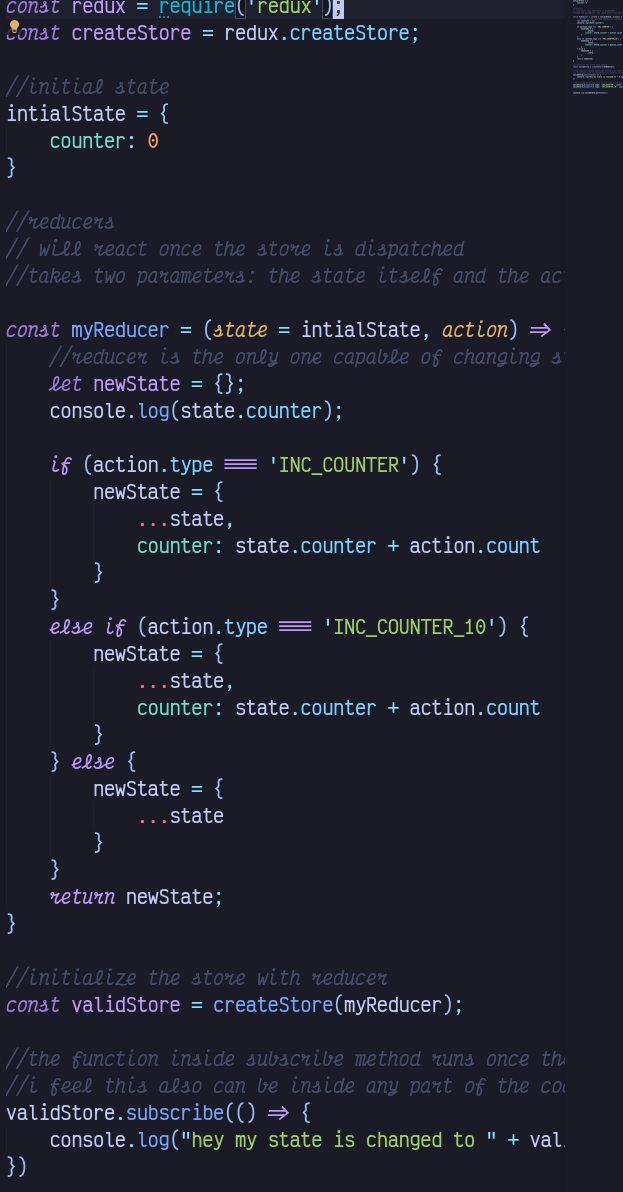 const redux = require('redux');
const createStore = redux.createStore;
//initial state
intialState = {
counter: 0
}
//reducers
// will react once the store is dispatched
//takes two parameters: the state itself and the
const myReducer = (state = intialState, action) =>
//reducer is the only one capable of changing
let newState = {};
console.log(state.counter);
if (action.type === 'INC_COUNTER') {
newState = {
...state,
counter: state.counter + action.count
}
}
else if (action.type === 'INC_COUNTER_10') {
newState = {
...state,
counter: state.counter + action.count
}
} else {
newState = {
...state
}
}
return newState;
}
//initialize the store with reducer
const validStore = createStore(myReducer);
//the function inside subscribe method runs once
//i feel this also can be inside any part of the
validStore.subscribe(() => {
console.log("hey my state is changed to " +
})